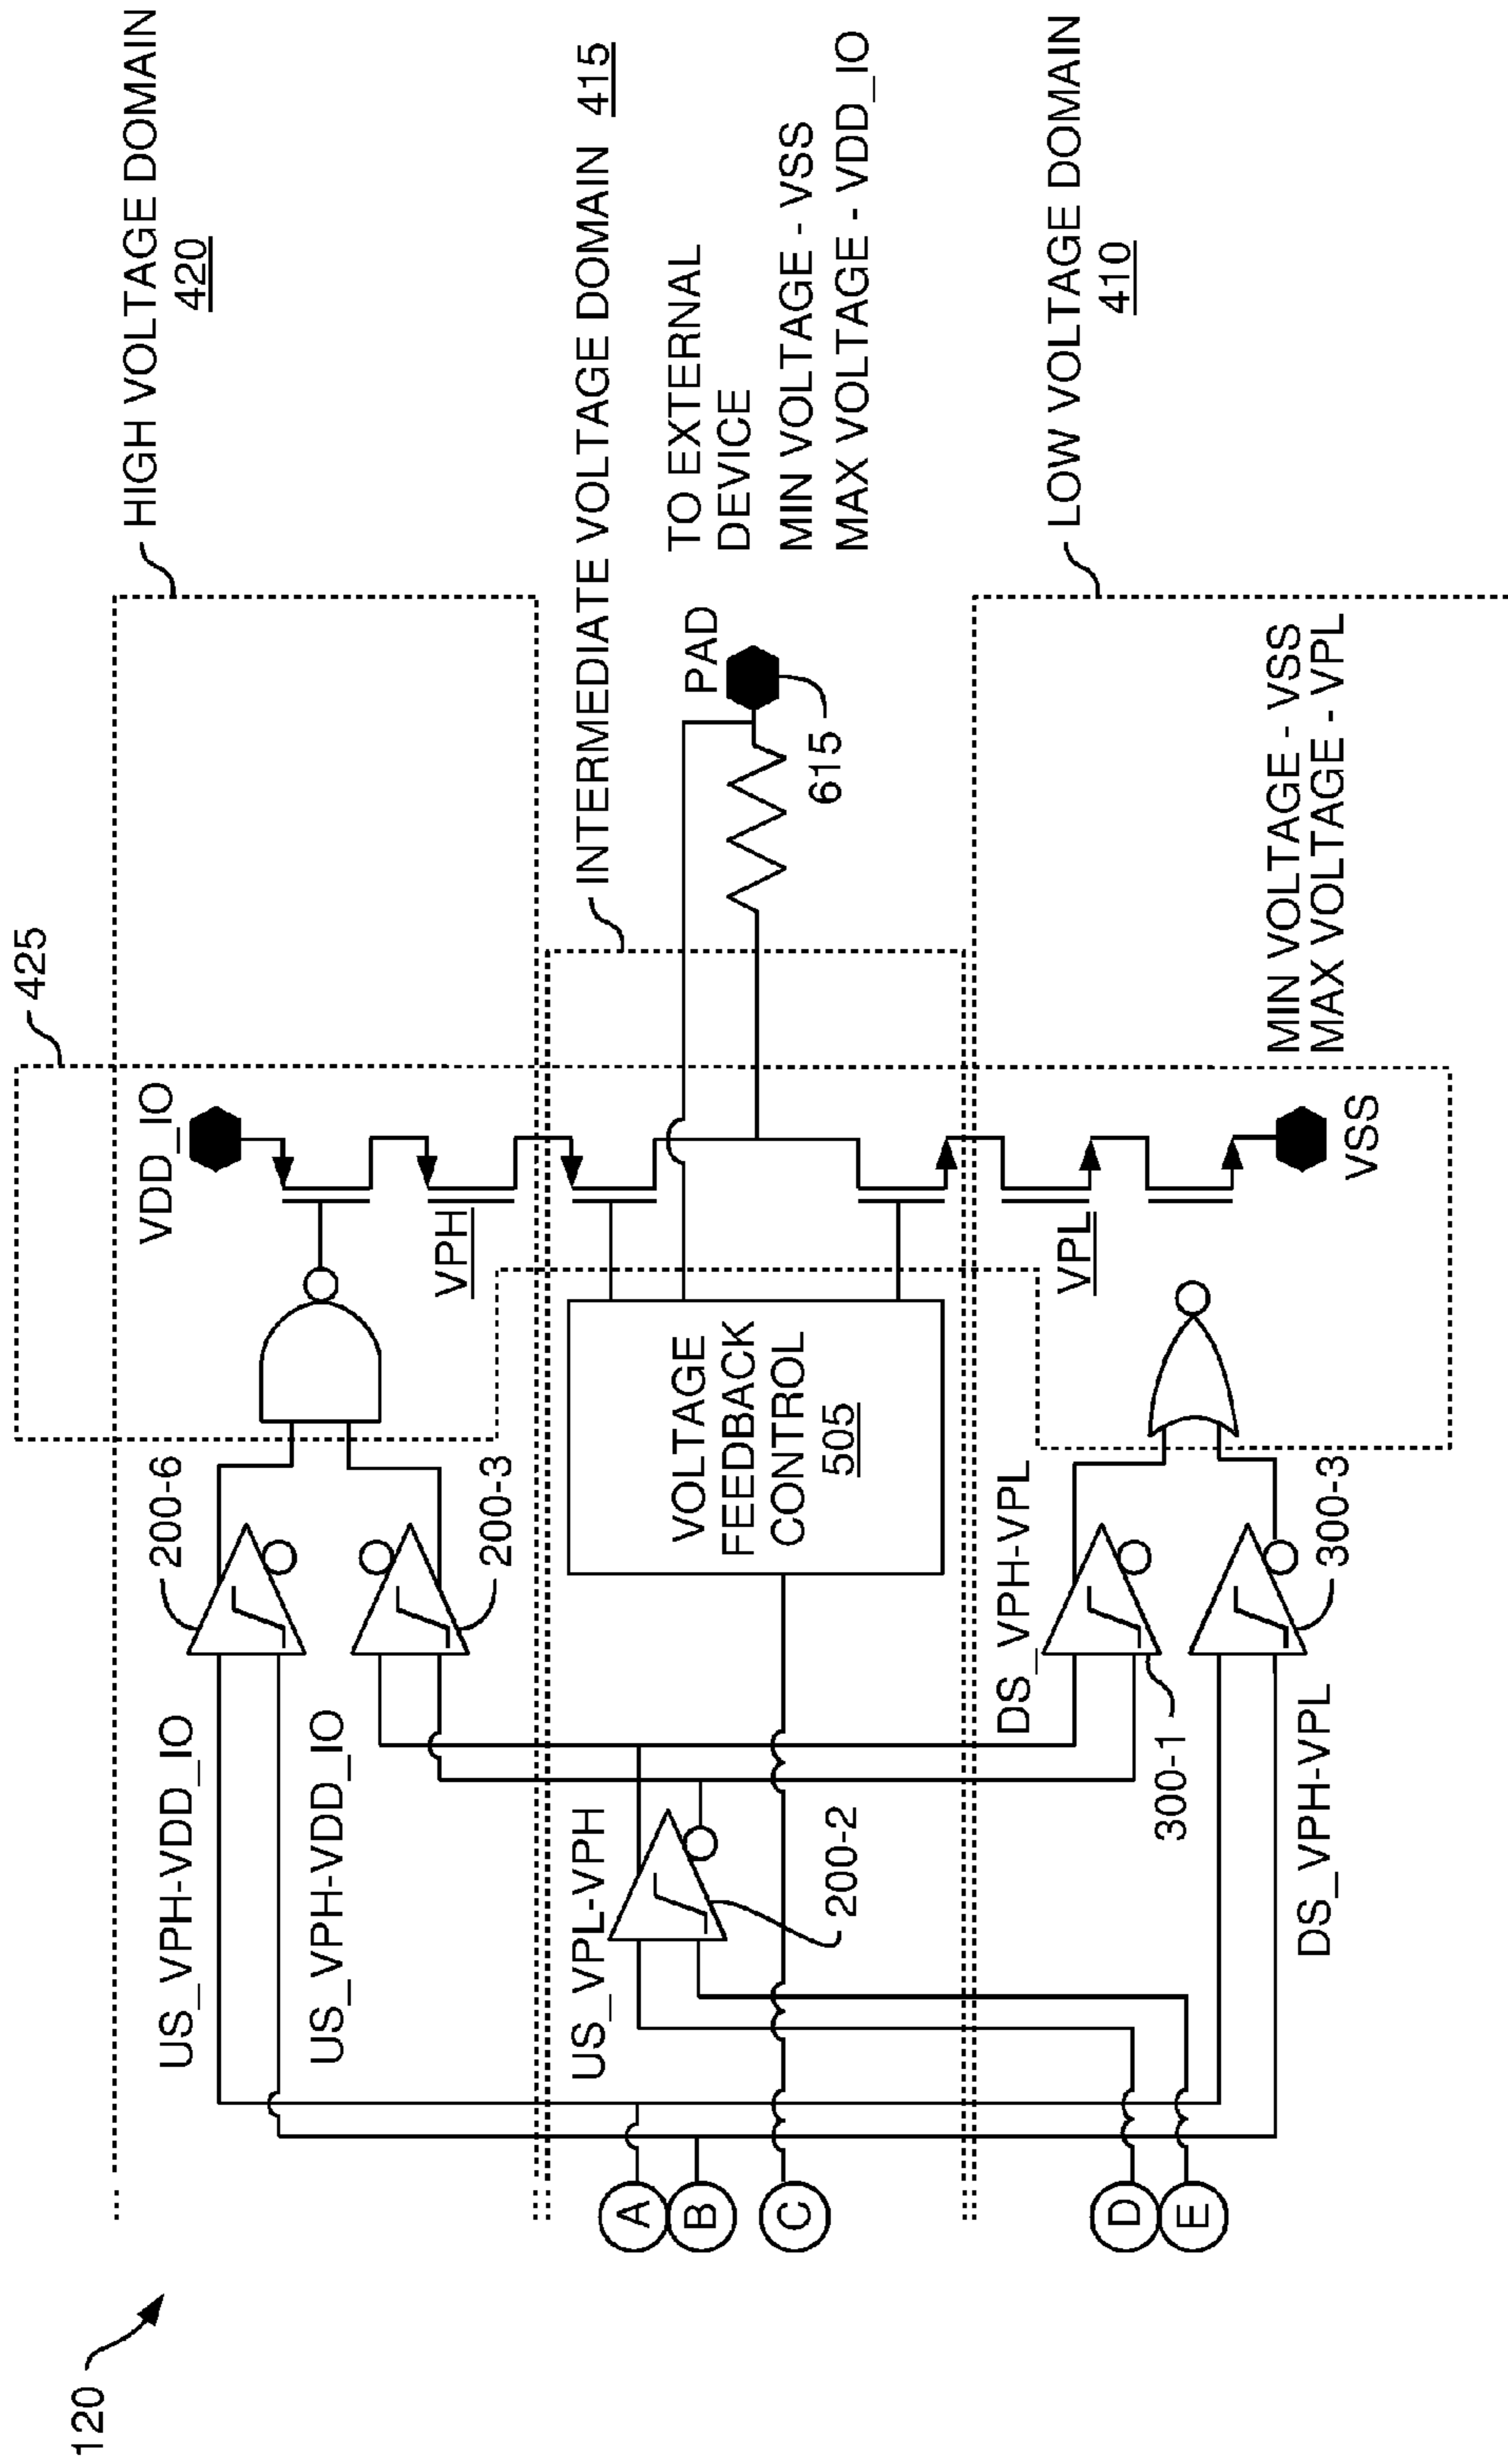 120
425
HIGH VOLTAGE DOMAIN
420
VDD_IO
200-6
US_VPH-VDD_IO
VPH
200-3
US_VPH-VDD_IO
INTERMEDIATE VOLTAGE DOMAIN 415
US_VPL-VPH
200-2
VOLTAGE
FEEDBACK
CONTROL
505
PAD
615
TO EXTERNAL
DEVICE
MIN VOLTAGE - VSS
MAX VOLTAGE - VDD_IO
A
B
C
D
E
LOW VOLTAGE DOMAIN
410
DS_VPH-VPL
VPL
300-1
300-3
DS_VPH-VPL
MIN VOLTAGE - VSS
MAX VOLTAGE - VPL
VSS